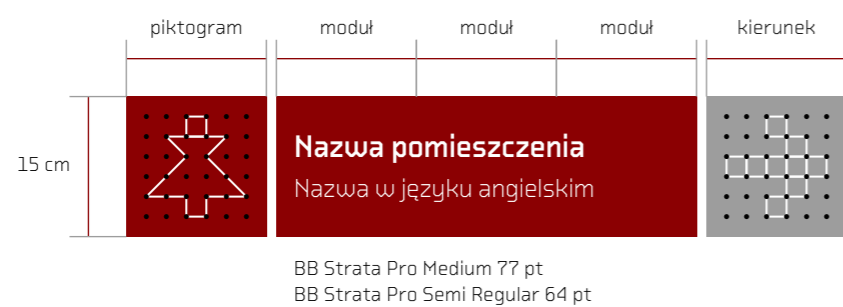 piktogram moduł moduł moduł kierunek
15 cm
Nazwa pomieszczenia
Nazwa w języku angielskim
BB Strata Pro Medium 77 pt
BB Strata Pro Semi Regular 64 pt